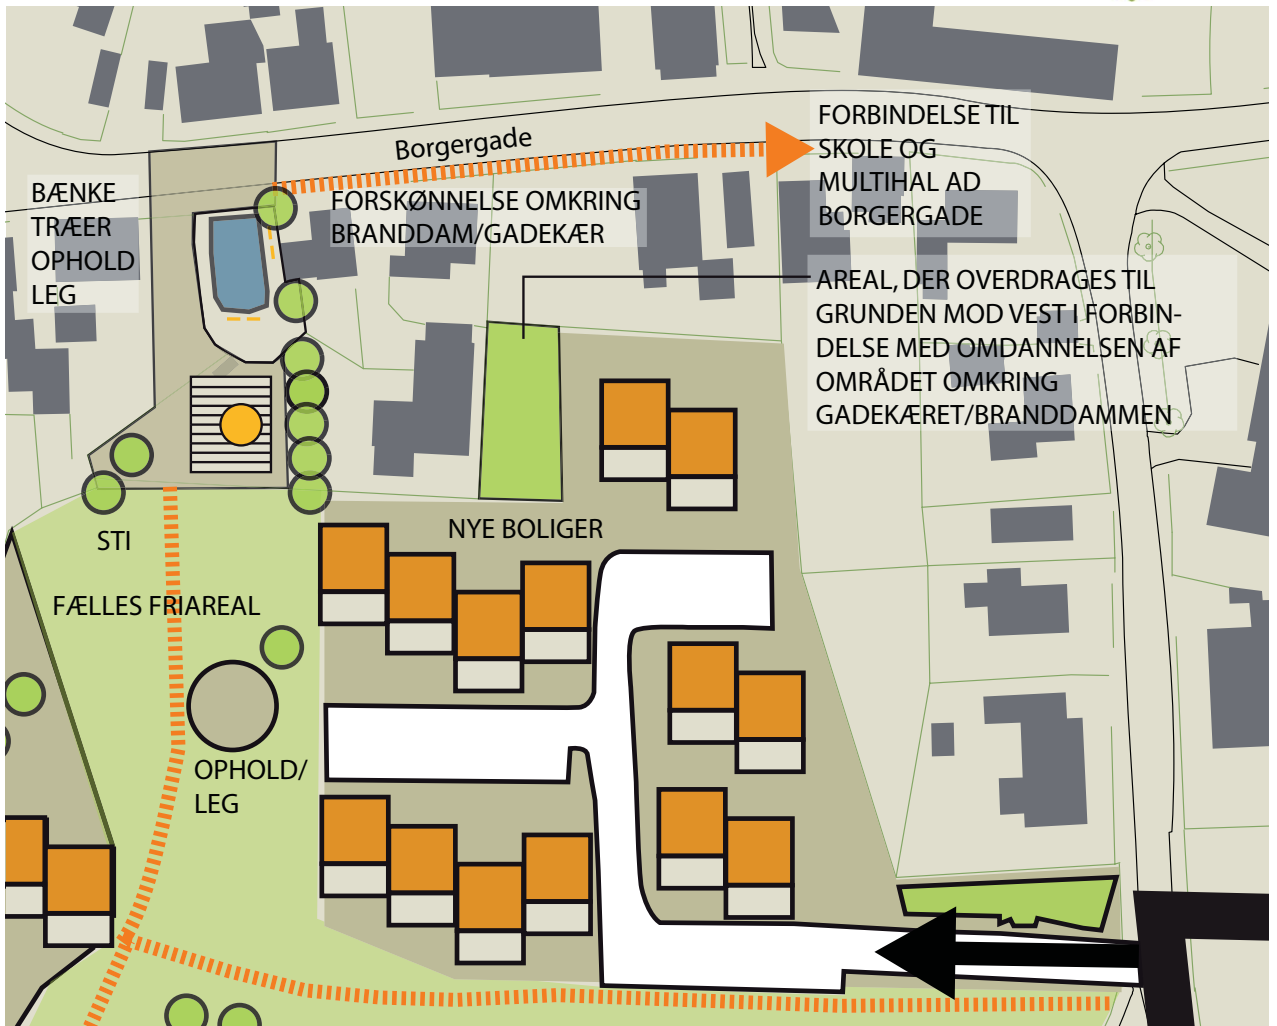 Borgergade
FORBINDELSE TIL
SKOLE OG
MULTIHAL AD
BORGERGADE
BÆNKE
TRÆER
OPHOLD
LEG
FORSKØNNELSE OMKRING
BRANDDAM/GADEKÆR
AREAL, DER OVERDRAGES TIL
GRUNDEN MOD VEST I FORBIN-
DELSE MED OMDANNELSEN AF
OMRÅDET OMKRING
GADEKÆRET/BRANDDAMMEN
NYE BOLIGER
STI
FÆLLES FRIAREAL
OPHOLD/
LEG